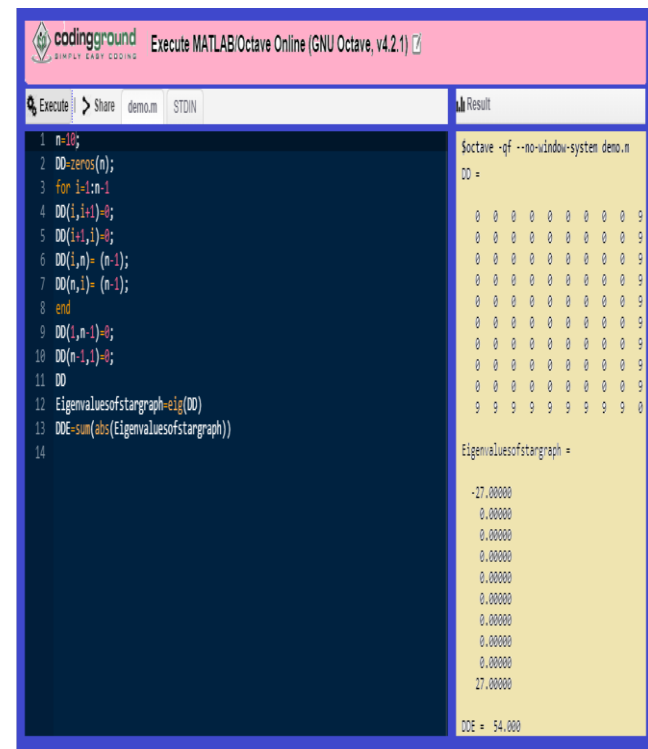 codingground
SIMPLY EASY CODING
Execute MATLAB/Octave Online (GNU Octave, v4.2.1)
Execute | Share demo.m STDIN
1 n=10;
2 DD=zeros(n);
3 for i=1:n-1
4 DD(i,i+1)=0;
5 DD(i+1,i)=0;
6 DD(i,n)= (n-1);
7 DD(n,i)= (n-1);
8 end
9 DD(1,n-1)=0;
10 DD(n-1,1)=0;
11 DD
12 Eigenvaluesofstargraph=eig(DD)
13 DDE=sum(abs(Eigenvaluesofstargraph))
14
Result
$octave -qf --no-window-system demo.m
DD =
0 0 0 0 0 0 0 0 0 9
0 0 0 0 0 0 0 0 0 9
0 0 0 0 0 0 0 0 0 9
0 0 0 0 0 0 0 0 0 9
0 0 0 0 0 0 0 0 0 9
0 0 0 0 0 0 0 0 0 9
0 0 0 0 0 0 0 0 0 9
0 0 0 0 0 0 0 0 0 9
0 0 0 0 0 0 0 0 0 9
9 9 9 9 9 9 9 9 9 0
Eigenvaluesofstargraph =
-27.00000
0.00000
0.00000
0.00000
0.00000
0.00000
0.00000
0.00000
0.00000
27.00000
DDE = 54.000